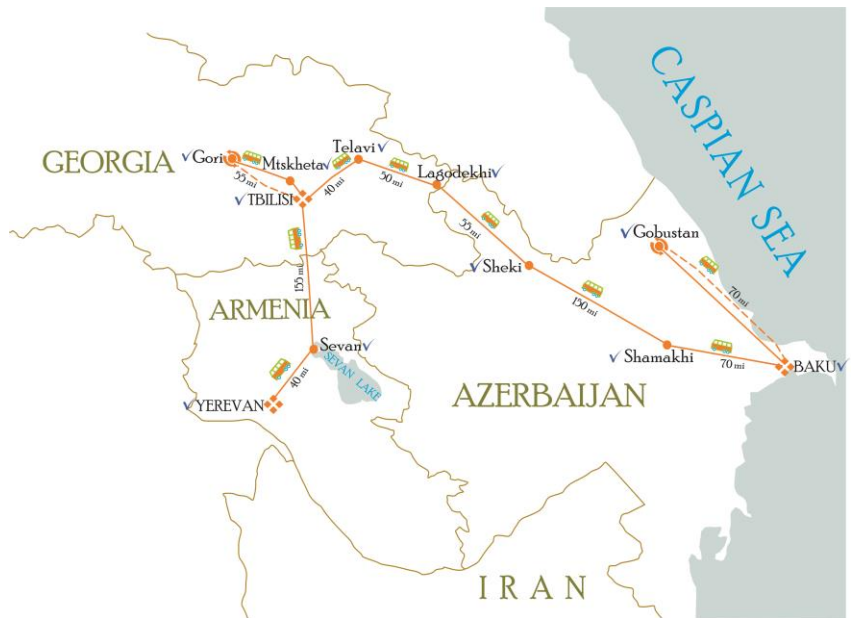 CASPIAN SEA
GEORGIA
Gori
Mtskheta
Telavi
Lagodekhi
55 mi
40 mi
50 mi
TBILISI
Gobustan
55 mi
Sheki
70 mi
155 mi
150 mi
ARMENIA
Sevan
Shamakhi
70 mi
BAKU
SEVAN LAKE
40 mi
YEREVAN
AZERBAIJAN
IRAN